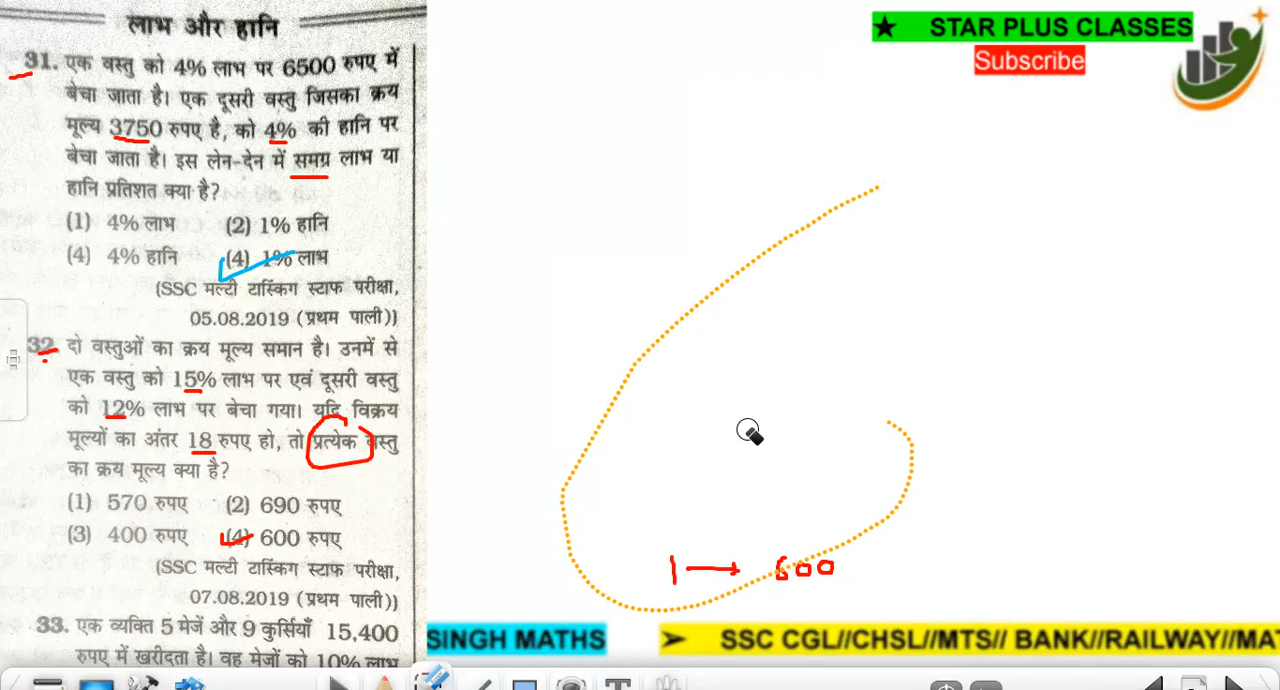 लाभ और हानि
31. एक वस्तु को 4% लाभ पर 6500 रुपए में
बेचा जाता है। एक दूसरी वस्तु जिसका क्रय
मूल्य 3750 रुपए है, को 4% की हानि पर
बेचा जाता है। इस लेन-देन में समग्र लाभ या
हानि प्रतिशत क्या है?
(1) 4% लाभ (2) 1% हानि
(4) 4% हानि (4) 1% लाभ
(SSC मल्टी टास्किंग स्टाफ परीक्षा,
05.08.2019 (प्रथम पाली))
32. दो वस्तुओं का क्रय मूल्य समान है। उनमें से
एक वस्तु को 15% लाभ पर एवं दूसरी वस्तु
को 12% लाभ पर बेचा गया। यदि विक्रय
मूल्यों का अंतर 18 रुपए हो, तो प्रत्येक वस्तु
का क्रय मूल्य क्या है?
(1) 570 रुपए (2) 690 रुपए
(3) 400 रुपए (4) 600 रुपए
(SSC मल्टी टास्किंग स्टाफ परीक्षा,
07.08.2019 (प्रथम पाली))
33. एक व्यक्ति 5 मेजें और 9 कुर्सियाँ 15,400
रुपए में खरीदता है। वह मेजों को 10% लाभ
★ STAR PLUS CLASSES
Subscribe
1 → 600
SINGH MATHS
➤ SSC CGL//CHSL//MTS// BANK//RAILWAY//MA